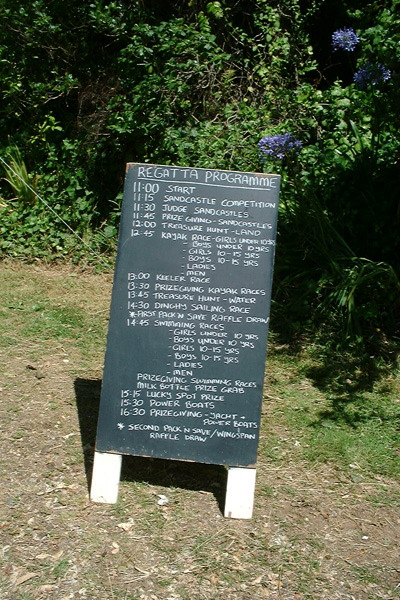 REGATTA PROGRAMME
11:00 START
11:15 SANDCASTLE COMPETITION
11:30 JUDGE SANDCASTLES
11:45 PRIZE GIVING - SANDCASTLES
12:00 TREASURE HUNT - LAND
12:45 KAYAK RACE - GIRLS UNDER 10 YRS
- BOYS UNDER 10 YRS
- GIRLS 10-15 YRS
- BOYS 10-15 YRS
- LADIES
- MEN
13:00 KEELER RACE
13:30 PRIZEGIVING KAYAK RACES
13:45 TREASURE HUNT - WATER
14:30 DINGHY SAILING RACE
*FIRST PACK'N SAVE RAFFLE DRAW
14:45 SWIMMING RACES
- GIRLS UNDER 10 YRS
- BOYS UNDER 10 YRS
- GIRLS 10-15 YRS
- BOYS 10-15 YRS
- LADIES
- MEN
PRIZEGIVING SWIMMING RACES
MILK BOTTLE PRIZE GRAB
15:15 LUCKY SPOT PRIZE
15:30 POWER BOATS
16:30 PRIZEGIVING - YACHT +
POWER BOATS
* SECOND PACK'N SAVE/WINGSPAN
RAFFLE DRAW